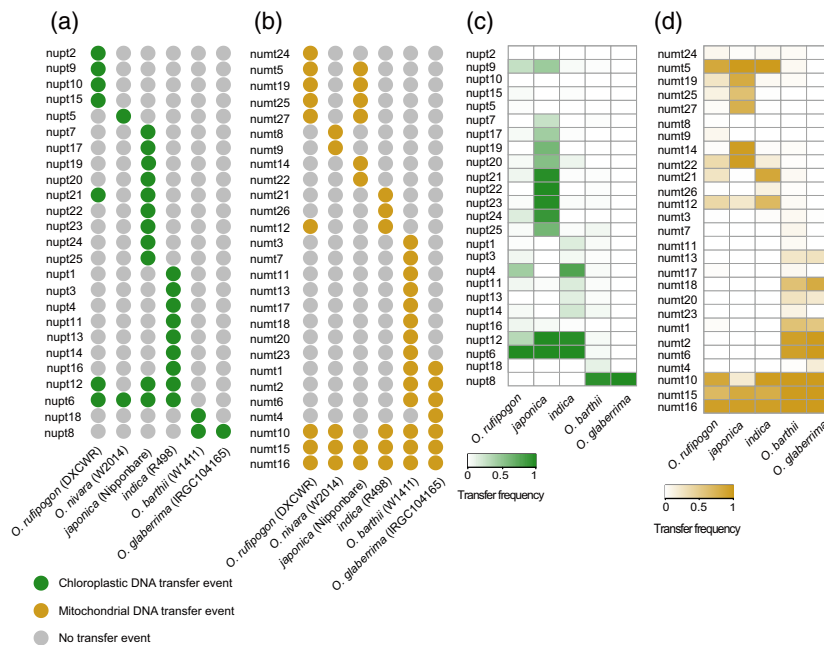 (a)
nupt2
nupt9
nupt10
nupt15
nupt5
nupt7
nupt17
nupt19
nupt20
nupt21
nupt22
nupt23
nupt24
nupt25
nupt1
nupt3
nupt4
nupt11
nupt13
nupt14
nupt16
nupt12
nupt6
nupt18
nupt8
O. rufipogon (DXCWR)
O. nivara (W2014)
japonica (Nipponbare)
indica (R498)
O. barthii (W1411)
O. glaberrima (IRGC104165)
(b)
numt24
numt5
numt19
numt25
numt27
numt8
numt9
numt14
numt22
numt21
numt26
numt12
numt3
numt7
numt11
numt13
numt17
numt18
numt20
numt23
numt1
numt2
numt6
numt4
numt10
numt15
numt16
O. rufipogon (DXCWR)
O. nivara (W2014)
japonica (Nipponbare)
indica (R498)
O. barthii (W1411)
O. glaberrima (IRGC104165)
(c)
nupt2
nupt9
nupt10
nupt15
nupt5
nupt7
nupt17
nupt19
nupt20
nupt21
nupt22
nupt23
nupt24
nupt25
nupt1
nupt3
nupt4
nupt11
nupt13
nupt14
nupt16
nupt12
nupt6
nupt18
nupt8
O. rufipogon
japonica
indica
O. barthii
O. glaberrima
0 1
Transfer frequency
(d)
numt24
numt5
numt19
numt25
numt27
numt8
numt9
numt14
numt22
numt21
numt26
numt12
numt3
numt7
numt11
numt13
numt17
numt18
numt20
numt23
numt1
numt2
numt6
numt4
numt10
numt15
numt16
O. rufipogon
japonica
indica
O. barthii
O. glaberrima
0 1
Transfer frequency
Chloroplastic DNA transfer event
Mitochondrial DNA transfer event
No transfer event